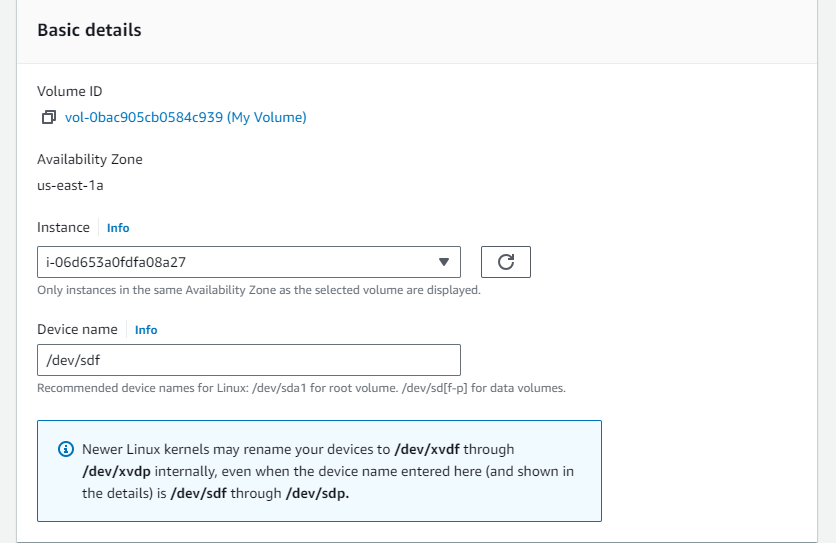 Basic details
Volume ID
vol-0bac905cb0584c939 (My Volume)
Availability Zone
us-east-1a
Instance Info
i-06d653a0fdfa08a27
Only instances in the same Availability Zone as the selected volume are displayed.
Device name Info
/dev/sdf
Recommended device names for Linux: /dev/sda1 for root volume. /dev/sd[f-p] for data volumes.
Newer Linux kernels may rename your devices to /dev/xvdf through
/dev/xvdp internally, even when the device name entered here (and shown in
the details) is /dev/sdf through /dev/sdp.